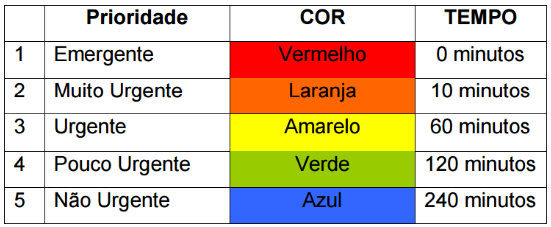 Prioridade COR TEMPO
1 Emergente Vermelho 0 minutos
2 Muito Urgente Laranja 10 minutos
3 Urgente Amarelo 60 minutos
4 Pouco Urgente Verde 120 minutos
5 Não Urgente Azul 240 minutos